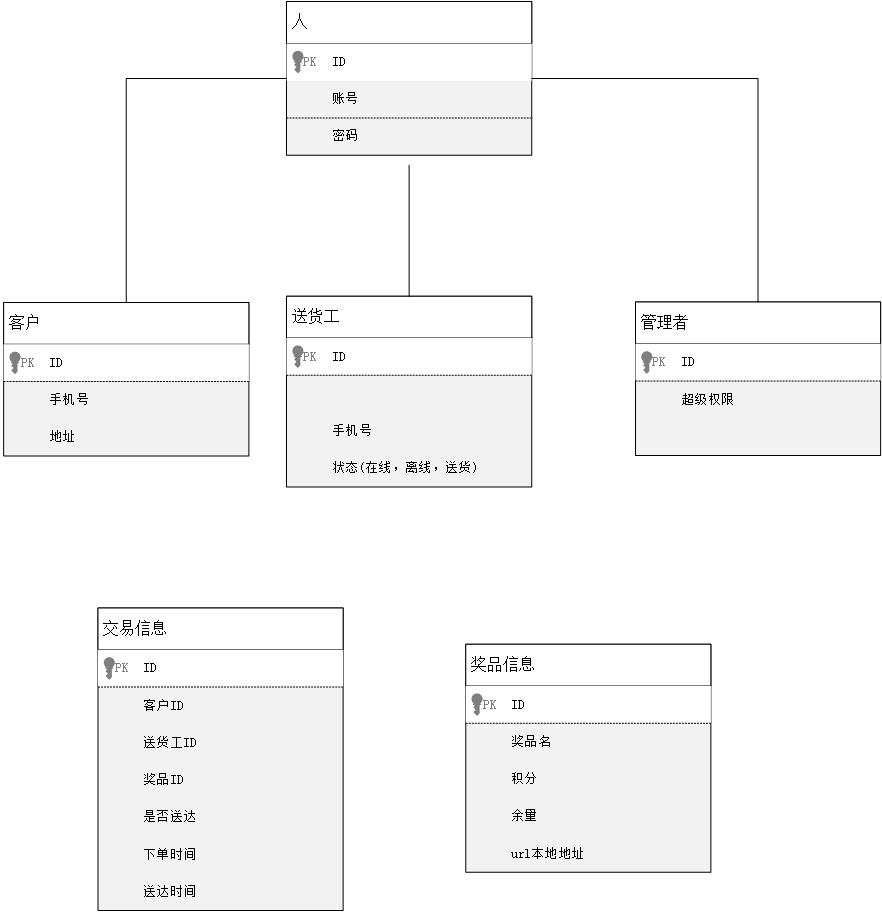 人
PK ID
账号
密码
客户
PK ID
手机号
地址
送货工
PK ID
手机号
状态(在线，离线，送货)
管理者
PK ID
超级权限
交易信息
PK ID
客户ID
送货工ID
奖品ID
是否送达
下单时间
送达时间
奖品信息
PK ID
奖品名
积分
余量
url本地地址